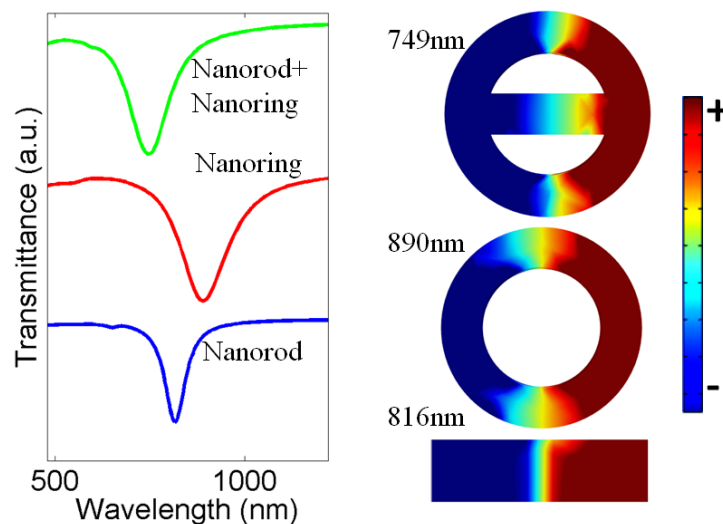 Transmittance (a.u.)
Nanorod+
Nanoring
Nanoring
Nanorod
500
1000
Wavelength (nm)
749nm
890nm
816nm
+
-